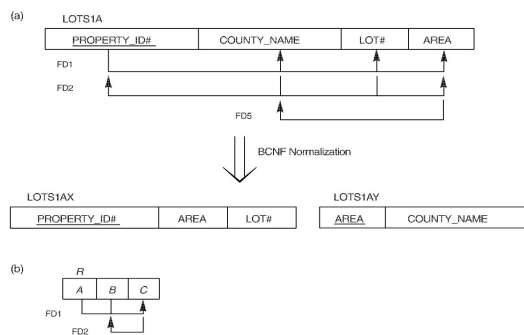 (a)
LOTS1A
PROPERTY_ID# COUNTY_NAME LOT# AREA
FD1
FD2
FD5
BCNF Normalization
LOTS1AX
PROPERTY_ID# AREA LOT#
LOTS1AY
AREA COUNTY_NAME
(b)
R
A B C
FD1
FD2